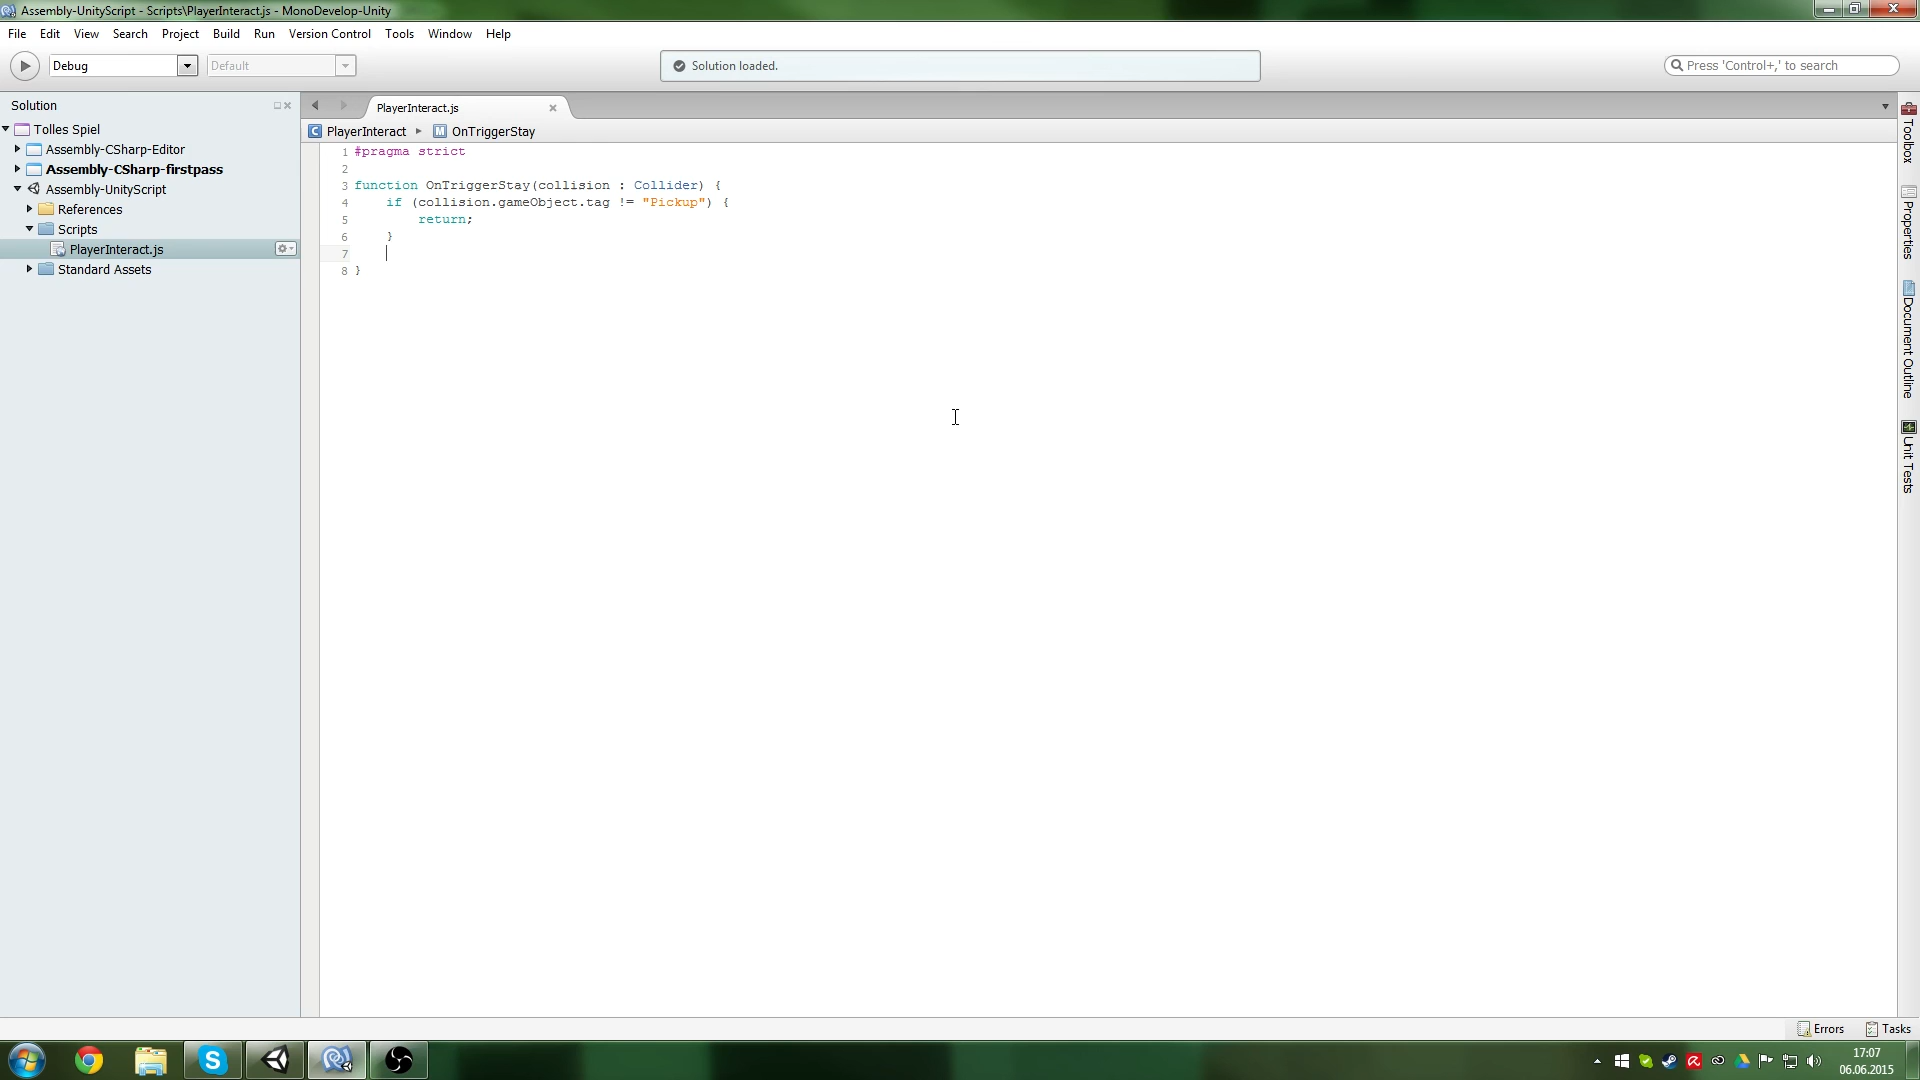 Assembly-UnityScript - Scripts\PlayerInteract.js - MonoDevelop-Unity
File Edit View Search Project Build Run Version Control Tools Window Help
Debug Default Solution loaded. Press 'Control+,' to search
Solution
PlayerInteract.js
Tolles Spiel
Assembly-CSharp-Editor
Assembly-CSharp-firstpass
Assembly-UnityScript
References
Scripts
PlayerInteract.js
Standard Assets
PlayerInteract OnTriggerStay
1 #pragma strict
2
3 function OnTriggerStay(collision : Collider) {
4 if (collision.gameObject.tag != "Pickup") {
5 return;
6 }
7
8 }
Toolbox
Properties
Document Outline
Unit Tests
Errors Tasks
17:07
06.06.2015